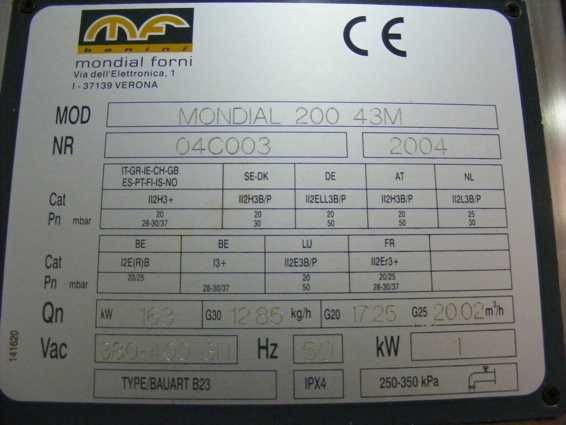 mf
benini
mondial forni
Via dell'Elettronica, 1
I - 37139 VERONA
CE
MOD MONDIAL 200 43M
NR 04C003 2004
IT-GR-IE-CH-GB ES-PT-FI-IS-NO SE-DK DE AT NL
Cat II2H3+ II2H3B/P II2ELL3B/P II2H3B/P II2L3B/P
Pn mbar 20 28-30/37 20 30 20 50 20 50 25 30
BE BE LU FR
Cat I2E(R)B I3+ II2E3B/P II2Er3+
Pn mbar 20/25 28-30/37 20 50 20/25 28-30/37
Qn kW 163 G30 12.85 kg/h G20 17.25 G25 20.02 m³/h
Vac 380-400 3N Hz 50 kW 1
TYPE/BAUART B23 IPX4 250-350 kPa
141620